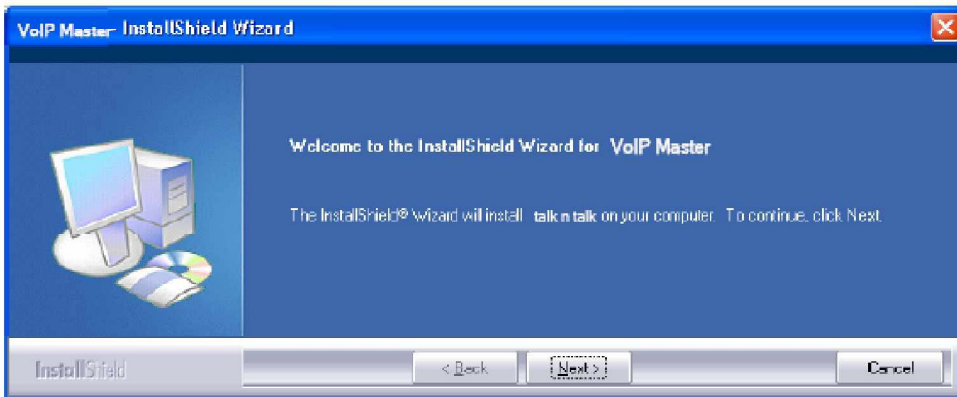 VoIP Master InstallShield Wizard
Welcome to the InstallShield Wizard for VoIP Master
The InstallShield® Wizard will install talk n talk on your computer. To continue, click Next.
InstallShield
< Back
Next >
Cancel